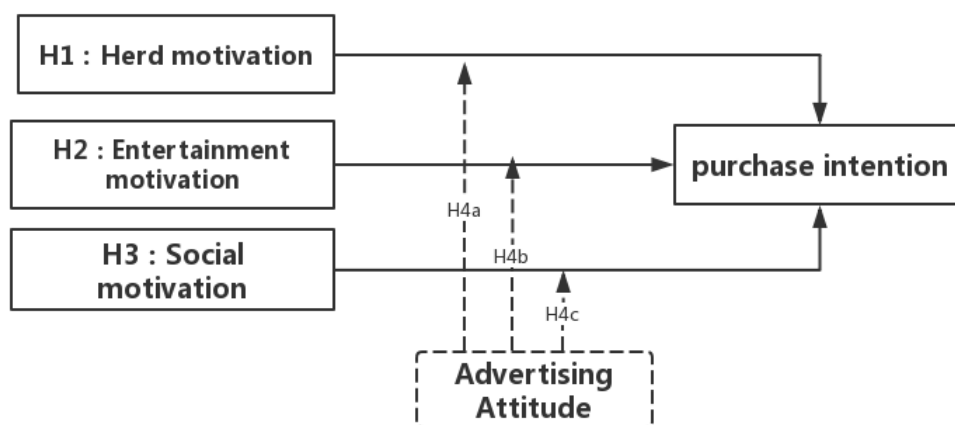 H1 : Herd motivation
H2 : Entertainment
motivation
purchase intention
H4a
H3 : Social
motivation
H4b
H4c
Advertising
Attitude